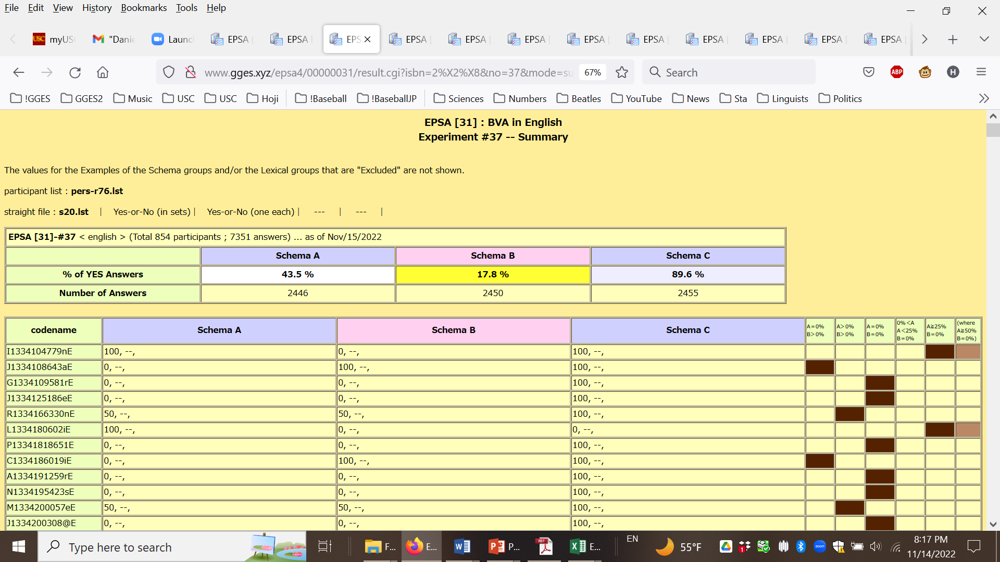 File Edit View History Bookmarks Tools Help
myUS "Danie Launc EPSA EPSA EPS EPSA EPSA EPSA EPSA EPSA EPSA EPSA EPSA EPSA
www.gges.xyz/epsa4/00000031/result.cgi?isbn=2%X2%X8&no=37&mode=su 67% Search ABP H
!GGES GGES2 Music USC USC Hoji !Baseball !BaseballJP Sciences Numbers Beatles YouTube News Sta Linguists Politics
EPSA [31] : BVA in English
Experiment #37 -- Summary
The values for the Examples of the Schema groups and/or the Lexical groups that are "Excluded" are not shown.
participant list : pers-r76.lst
straight file : s20.lst | Yes-or-No (in sets) | Yes-or-No (one each) | --- | --- |
EPSA [31]-#37 < english > (Total 854 participants ; 7351 answers) ... as of Nov/15/2022
Schema A Schema B Schema C
% of YES Answers 43.5 % 17.8 % 89.6 %
Number of Answers 2446 2450 2455
codename Schema A Schema B Schema C A=0% B>0% A>0% B>0% A=0% B=0% 0%<A A<25% B=0% A≧25% B=0% (where A≧50% B=0%)
I1334104779nE 100, --, 0, --, 100, --,
J1334108643aE 0, --, 100, --, 100, --,
G1334109581rE 0, --, 0, --, 100, --,
J1334125186eE 0, --, 0, --, 100, --,
R1334166330nE 50, --, 50, --, 100, --,
L1334180602iE 100, --, 0, --, 0, --,
P13341818651E 0, --, 0, --, 100, --,
C1334186019iE 0, --, 100, --, 100, --,
A1334191259rE 0, --, 0, --, 100, --,
N1334195423sE 0, --, 0, --, 100, --,
M1334200057eE 50, --, 50, --, 100, --,
J1334200308@E 0, --, 0, --, 100, --,
Type here to search F... E... P... E... EN 55°F 1 zoom 8:17 PM
11/14/2022